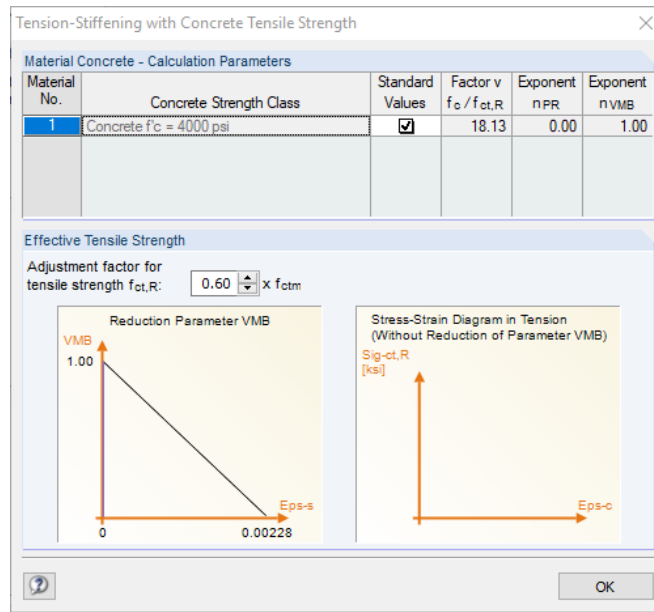 Tension-Stiffening with Concrete Tensile Strength
Material Concrete - Calculation Parameters
Material Standard Factor v Exponent Exponent
No. Concrete Strength Class Values fc / fct,R nPR nVMB
1 Concrete f'c = 4000 psi 18.13 0.00 1.00
Effective Tensile Strength
Adjustment factor for
tensile strength fct,R: 0.60 x fctm
Reduction Parameter VMB
VMB
1.00
Eps-s
0 0.00228
Stress-Strain Diagram in Tension
(Without Reduction of Parameter VMB)
Sig-ct,R
[ksi]
Eps-c
OK